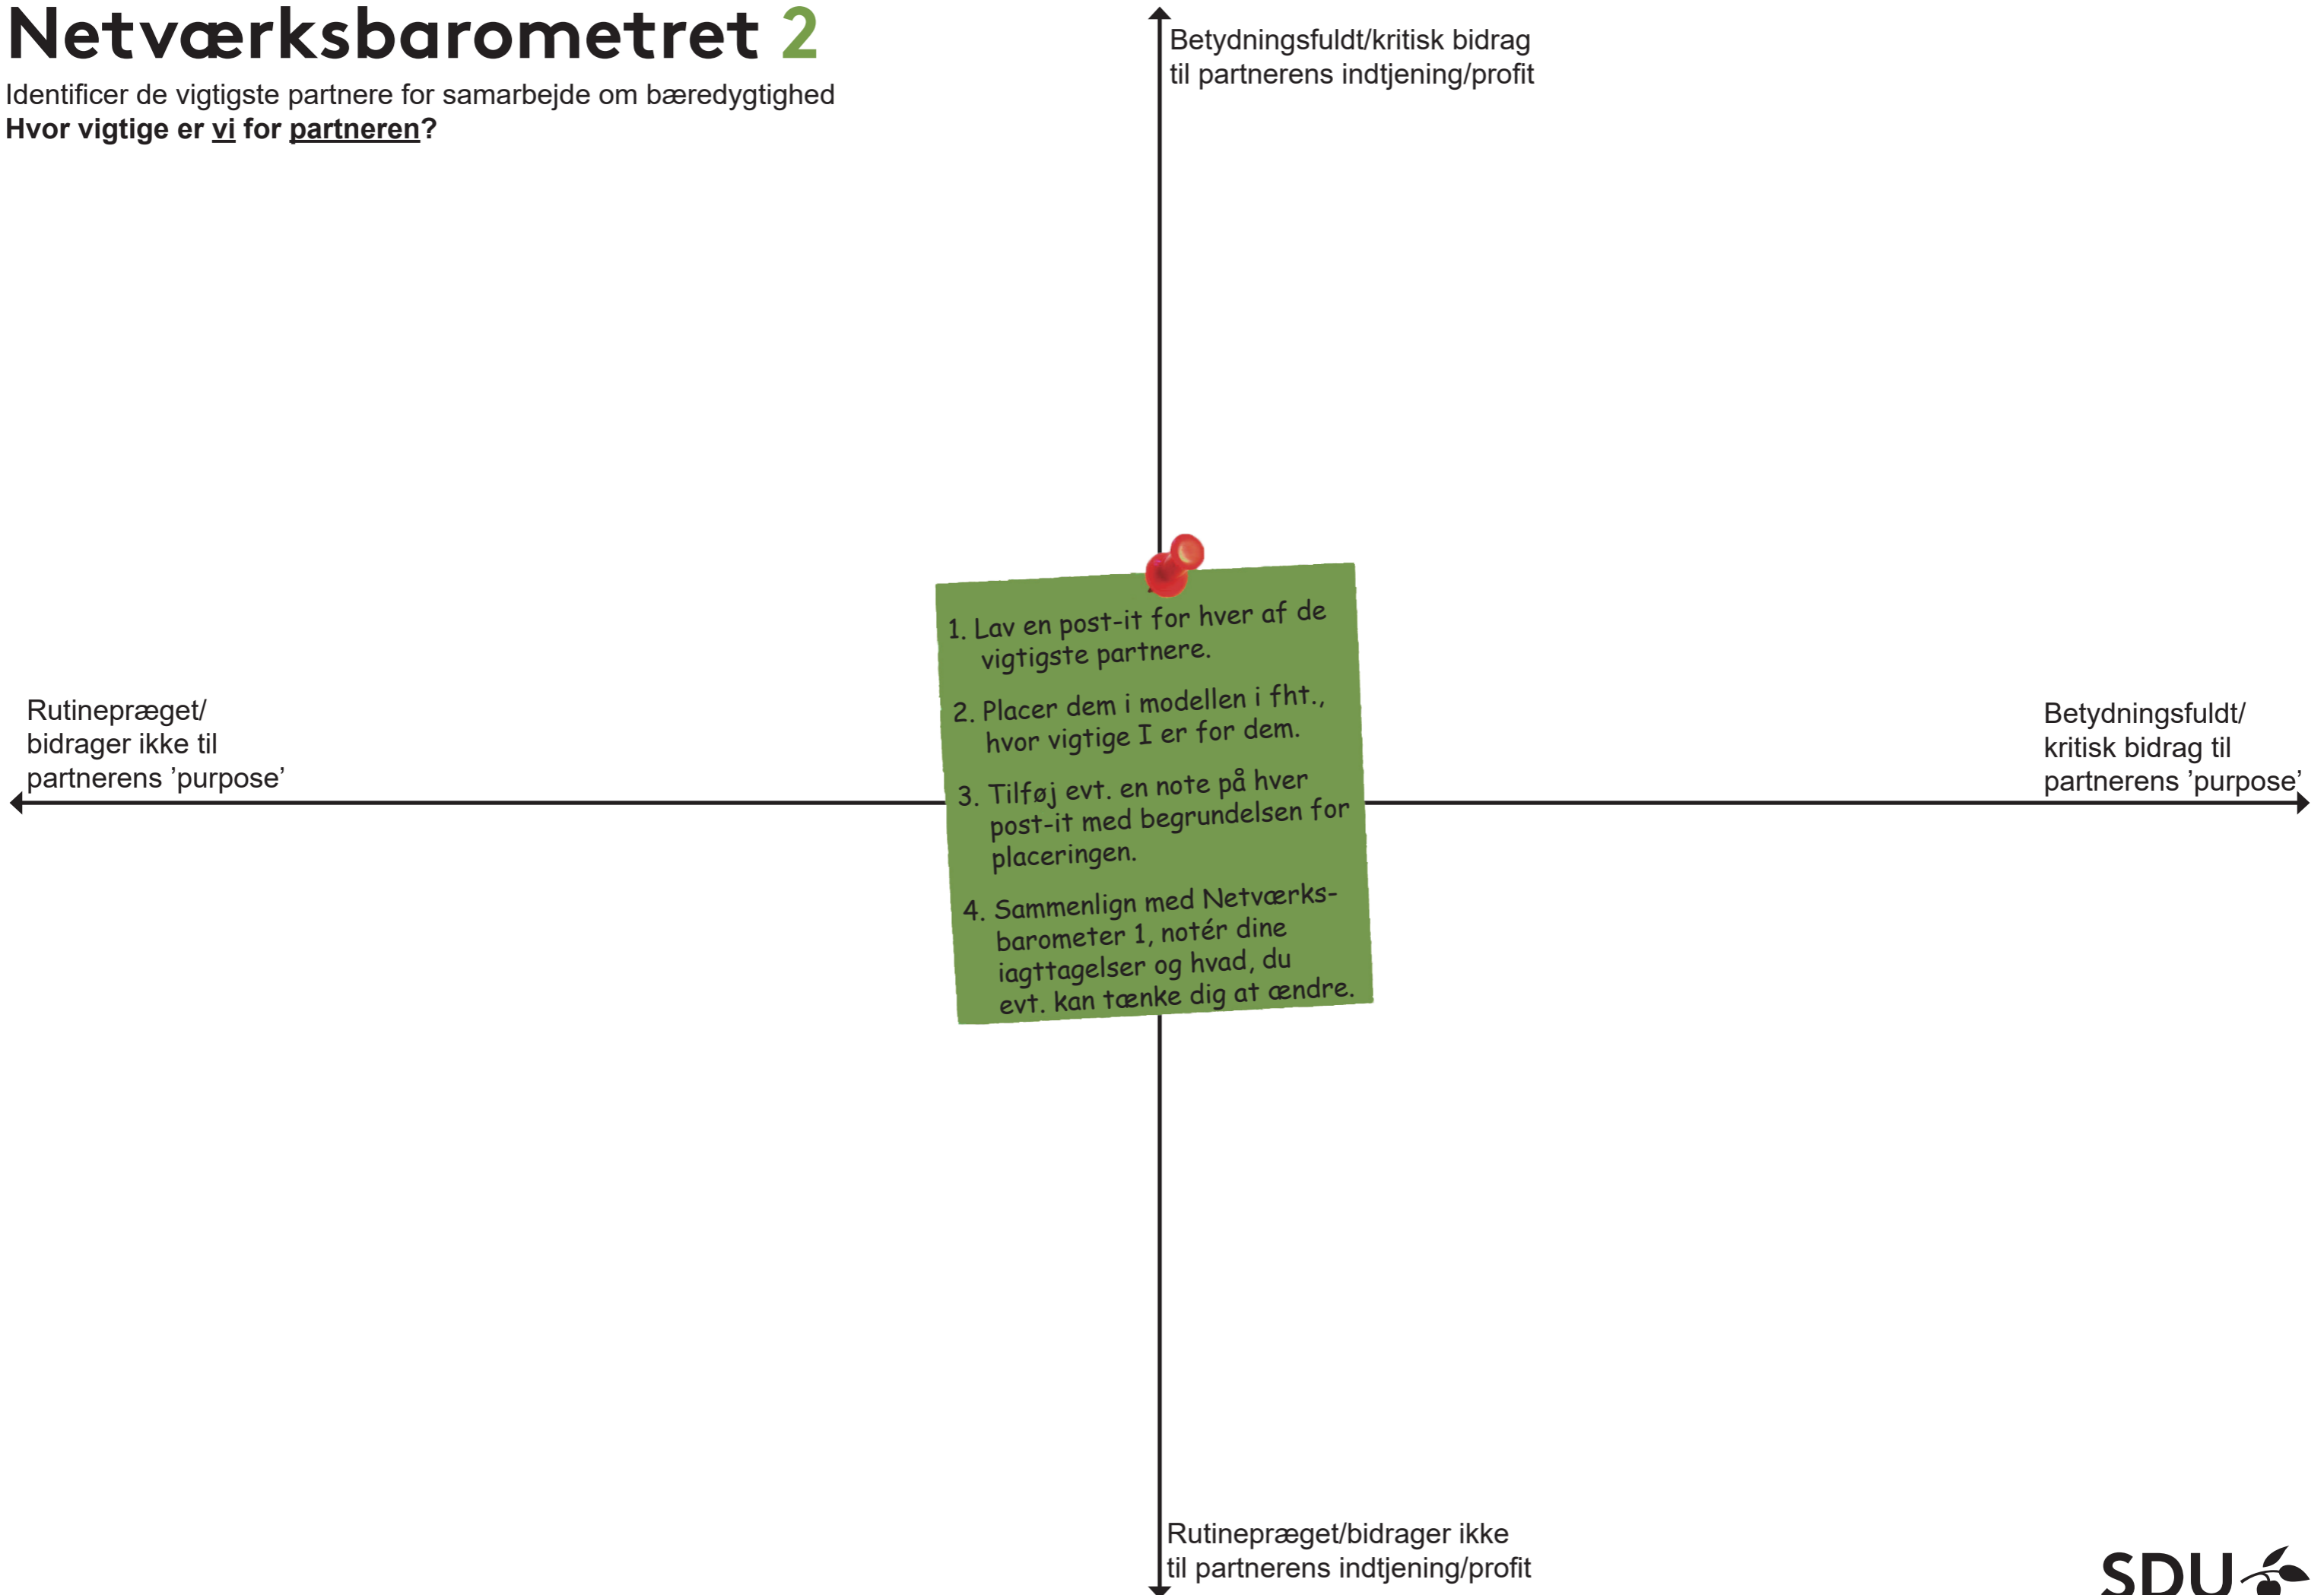 Netværksbarometret 2
Identificer de vigtigste partnere for samarbejde om bæredygtighed
Hvor vigtige er vi for partneren?
Betydningsfuldt/kritisk bidrag
til partnerens indtjening/profit
1. Lav en post-it for hver af de
vigtigste partnere.
2. Placer dem i modellen i fht.,
hvor vigtige I er for dem.
3. Tilføj evt. en note på hver
post-it med begrundelsen for
placeringen.
4. Sammenlign med Netværks-
barometer 1, notér dine
iagttagelser og hvad, du
evt. kan tænke dig at ændre.
Rutinepræget/
bidrager ikke til
partnerens ’purpose’
Betydningsfuldt/
kritisk bidrag til
partnerens ’purpose’
Rutinepræget/bidrager ikke
til partnerens indtjening/profit
SDU